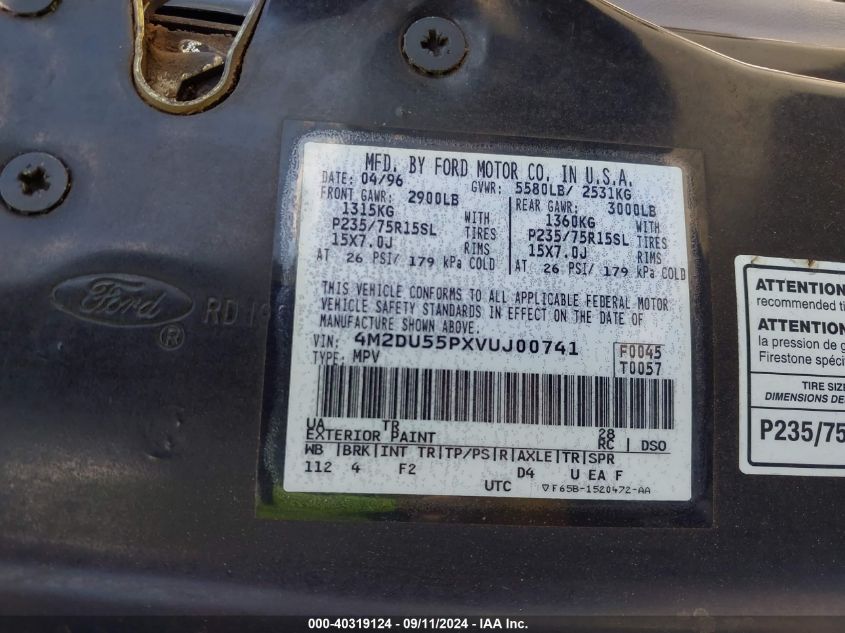 MFD. BY FORD MOTOR CO. IN U.S.A.
DATE: 04/96 GVWR: 5580LB/ 2531KG
FRONT GAWR: 2900LB REAR GAWR: 3000LB
1315KG WITH 1360KG WITH
P235/75R15SL TIRES P235/75R15SL TIRES
15X7.0J RIMS 15X7.0J RIMS
AT 26 PSI/ 179 kPa COLD AT 26 PSI/ 179 kPa COLD
THIS VEHICLE CONFORMS TO ALL APPLICABLE FEDERAL MOTOR
VEHICLE SAFETY STANDARDS IN EFFECT ON THE DATE OF
MANUFACTURE SHOWN ABOVE.
VIN: 4M2DU55PXVUJ00741 F0045
TYPE: MPV T0057
UA TR 28
EXTERIOR PAINT RC DSO
WB BRK INT TR TP/PS R AXLE TR SPR
112 4 F2 D4 U EA F
UTC ▽F65B-1520472-AA
Ford
®
RD
ATTENTION
recommended
ATTENTION
la pression de
Firestone
TIRE
DIMENSIONS
P235/75
000-40319124 - 09/11/2024 - IAA Inc.